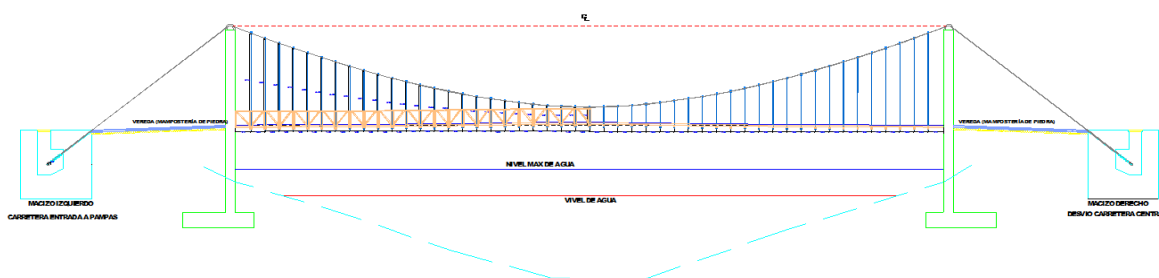 ℄
VEREDA (MAMPOSTERÍA DE PIEDRA)
VEREDA (MAMPOSTERÍA DE PIEDRA)
NIVEL MAX DE AGUA
VIVEL DE AGUA
MACIZO IZQUIERDO
CARRETERA ENTRADA A PAMPAS
MACIZO DERECHO
DESVIO CARRETERA CENTR